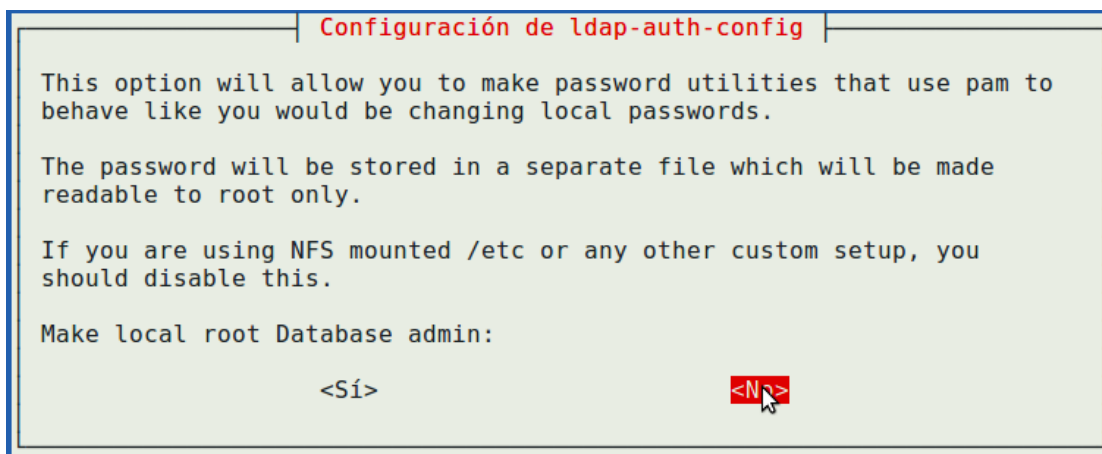 Configuración de ldap-auth-config
This option will allow you to make password utilities that use pam to
behave like you would be changing local passwords.
The password will be stored in a separate file which will be made
readable to root only.
If you are using NFS mounted /etc or any other custom setup, you
should disable this.
Make local root Database admin:
<Sí> <No>